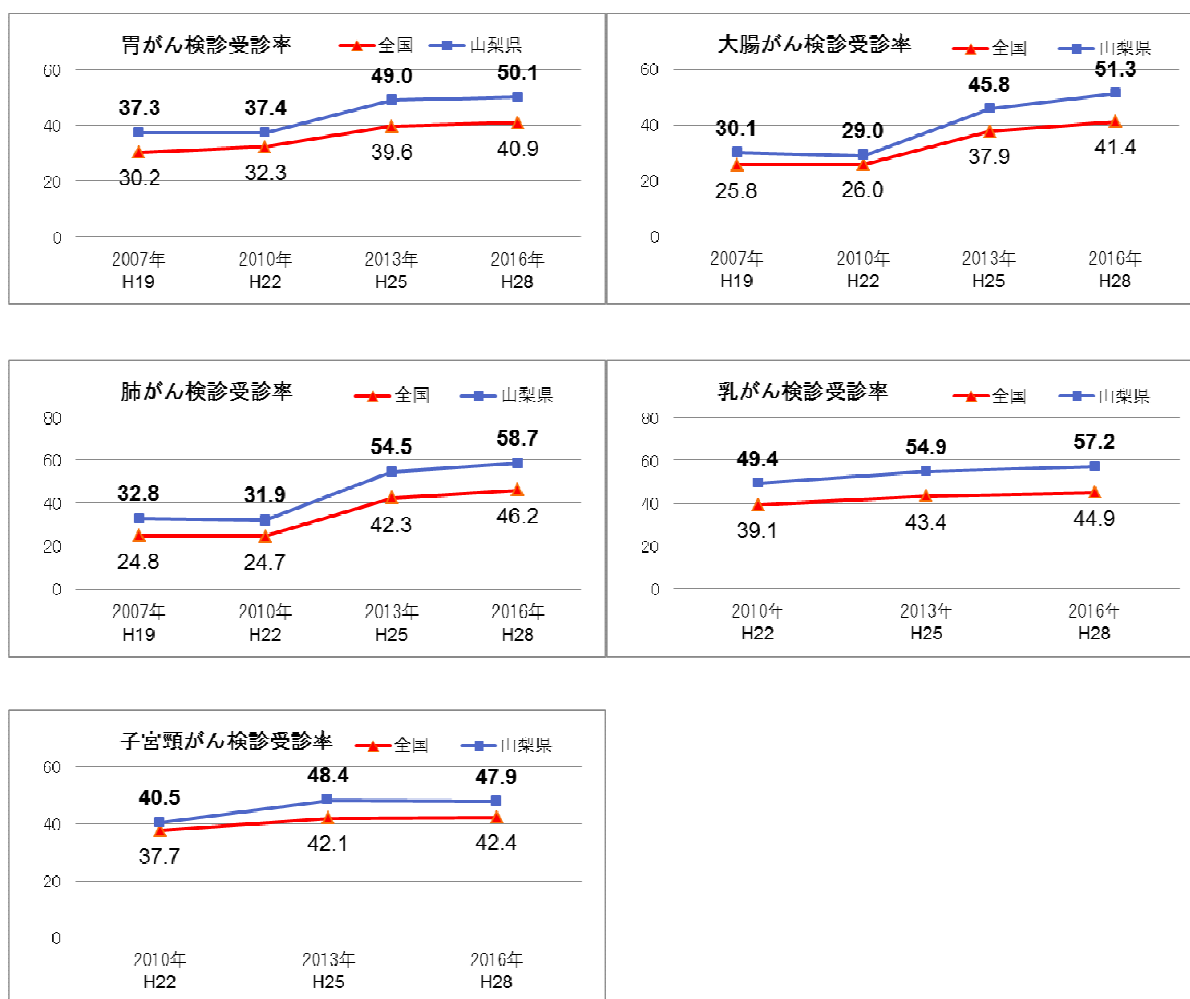 胃がん検診受診率 全国 山梨県
60
40
20
0
37.3 37.4 49.0 50.1
30.2 32.3 39.6 40.9
2007年 2010年 2013年 2016年
H19 H22 H25 H28
大腸がん検診受診率 全国 山梨県
60
40
20
0
30.1 29.0 45.8 51.3
25.8 26.0 37.9 41.4
2007年 2010年 2013年 2016年
H19 H22 H25 H28
肺がん検診受診率 全国 山梨県
80
60
40
20
0
32.8 31.9 54.5 58.7
24.8 24.7 42.3 46.2
2007年 2010年 2013年 2016年
H19 H22 H25 H28
乳がん検診受診率 全国 山梨県
80
60
40
20
0
49.4 54.9 57.2
39.1 43.4 44.9
2010年 2013年 2016年
H22 H25 H28
子宮頸がん検診受診率 全国 山梨県
60
40
20
0
40.5 48.4 47.9
37.7 42.1 42.4
2010年 2013年 2016年
H22 H25 H28